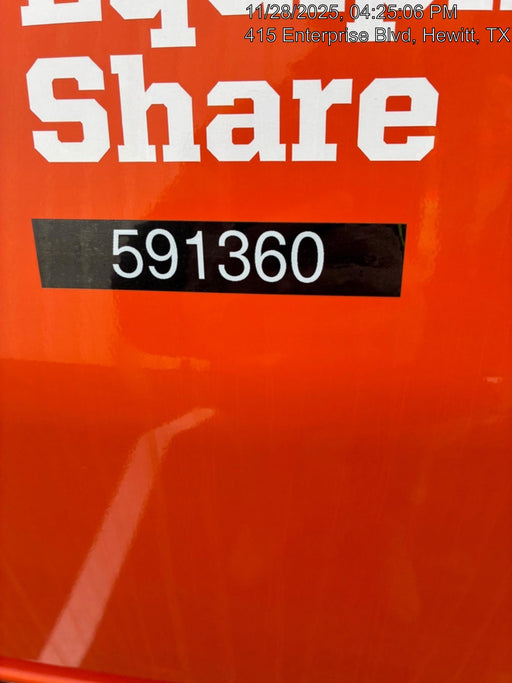 11/28/2025, 04:25:06 PM
415 Enterprise Blvd, Hewitt, TX
Share
591360